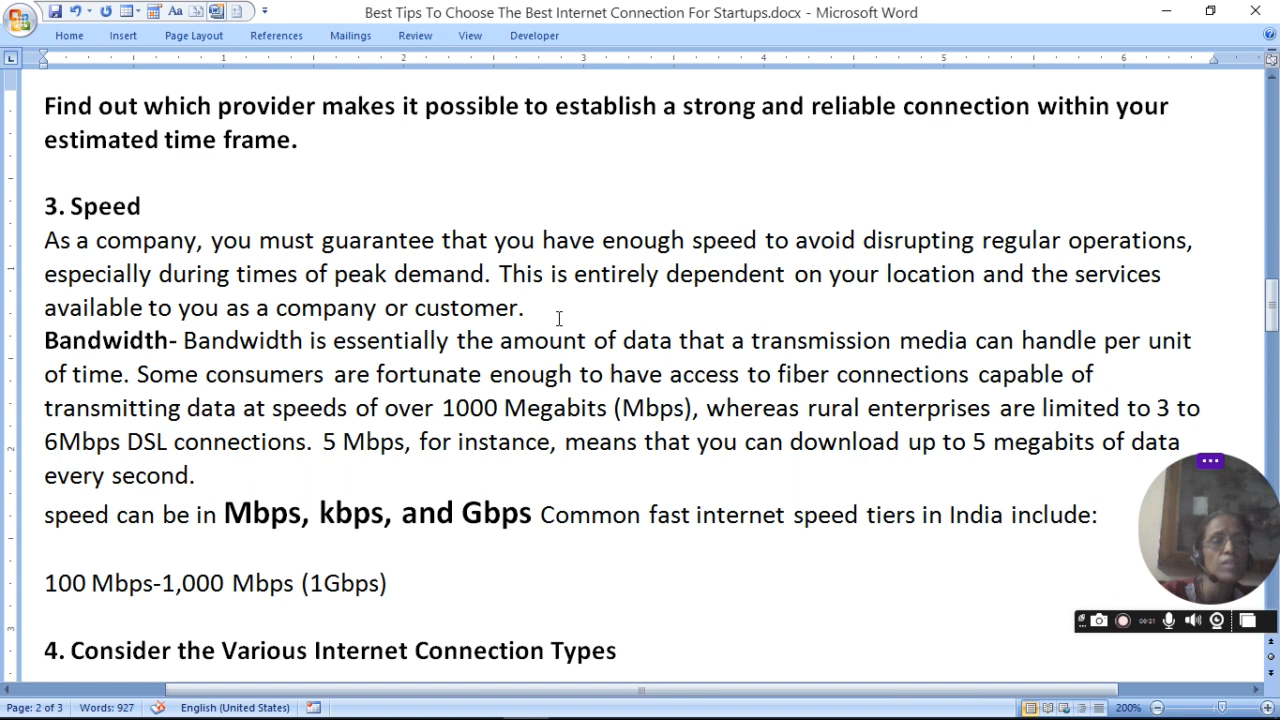 Best Tips To Choose The Best Internet Connection For Startups.docx - Microsoft Word
Home Insert Page Layout References Mailings Review View Developer
1 2 3 4 5 6
Find out which provider makes it possible to establish a strong and reliable connection within your
estimated time frame.
3. Speed
As a company, you must guarantee that you have enough speed to avoid disrupting regular operations,
especially during times of peak demand. This is entirely dependent on your location and the services
available to you as a company or customer.
Bandwidth- Bandwidth is essentially the amount of data that a transmission media can handle per unit
of time. Some consumers are fortunate enough to have access to fiber connections capable of
transmitting data at speeds of over 1000 Megabits (Mbps), whereas rural enterprises are limited to 3 to
6Mbps DSL connections. 5 Mbps, for instance, means that you can download up to 5 megabits of data
every second.
speed can be in Mbps, kbps, and Gbps Common fast internet speed tiers in India include:
100 Mbps-1,000 Mbps (1Gbps)
4. Consider the Various Internet Connection Types
00:21
Page: 2 of 3 Words: 927 English (United States) 200%